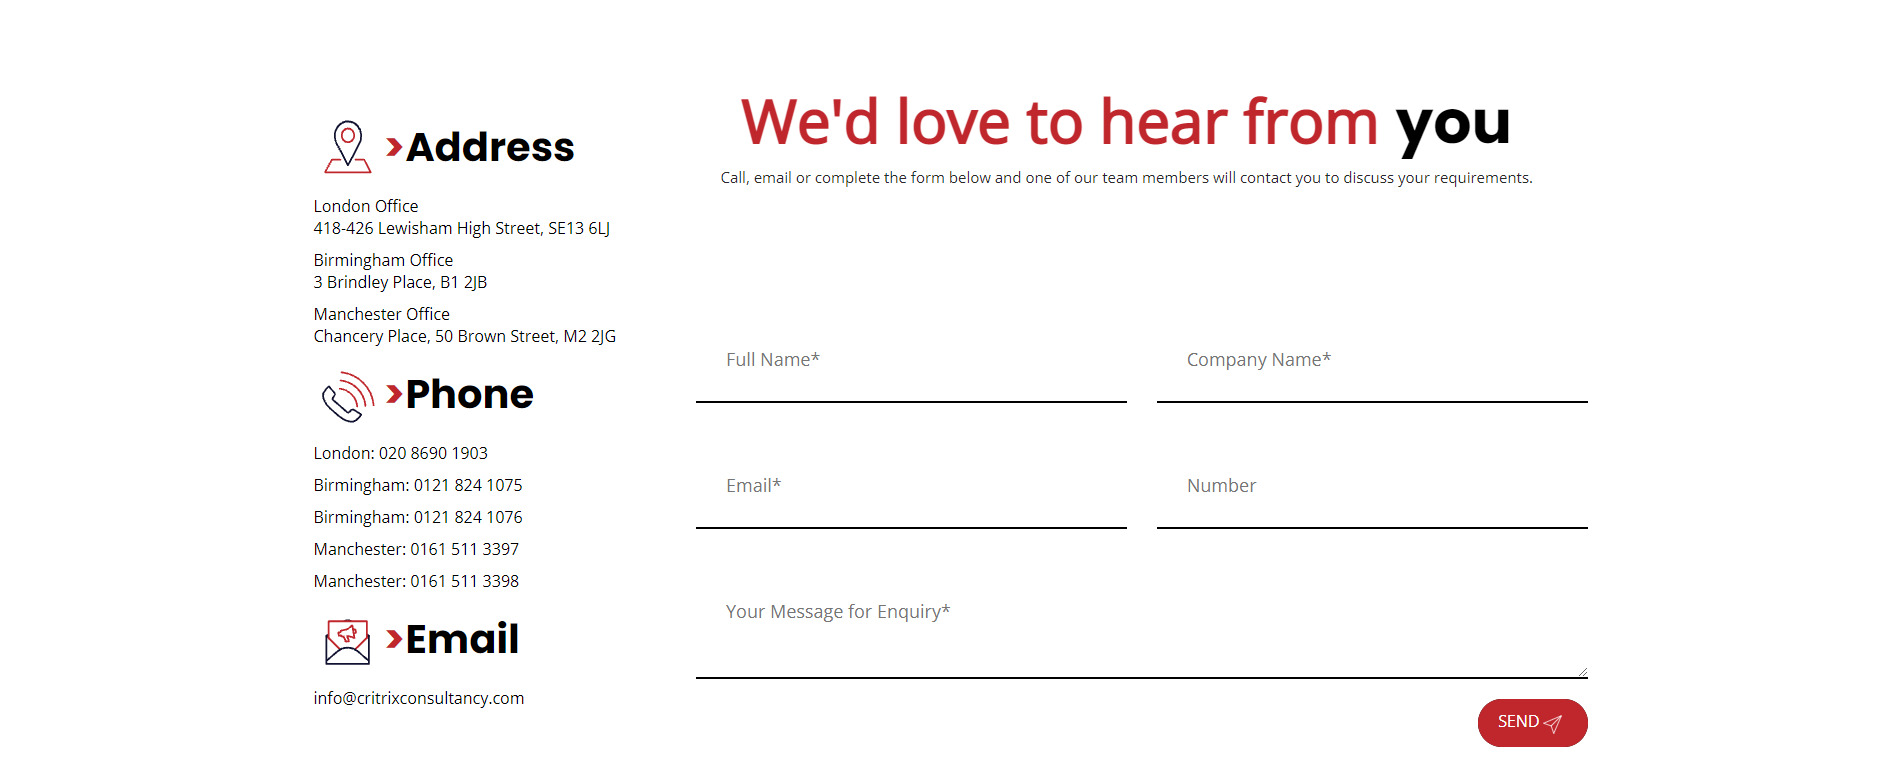 Address
London Office
418-426 Lewisham High Street, SE13 6LJ
Birmingham Office
3 Brindley Place, B1 2JB
Manchester Office
Chancery Place, 50 Brown Street, M2 2JG
Phone
London: 020 8690 1903
Birmingham: 0121 824 1075
Birmingham: 0121 824 1076
Manchester: 0161 511 3397
Manchester: 0161 511 3398
Email
info@critrixconsultancy.com
We'd love to hear from you
Call, email or complete the form below and one of our team members will contact you to discuss your requirements.
Full Name*
Company Name*
Email*
Number
Your Message for Enquiry*
SEND